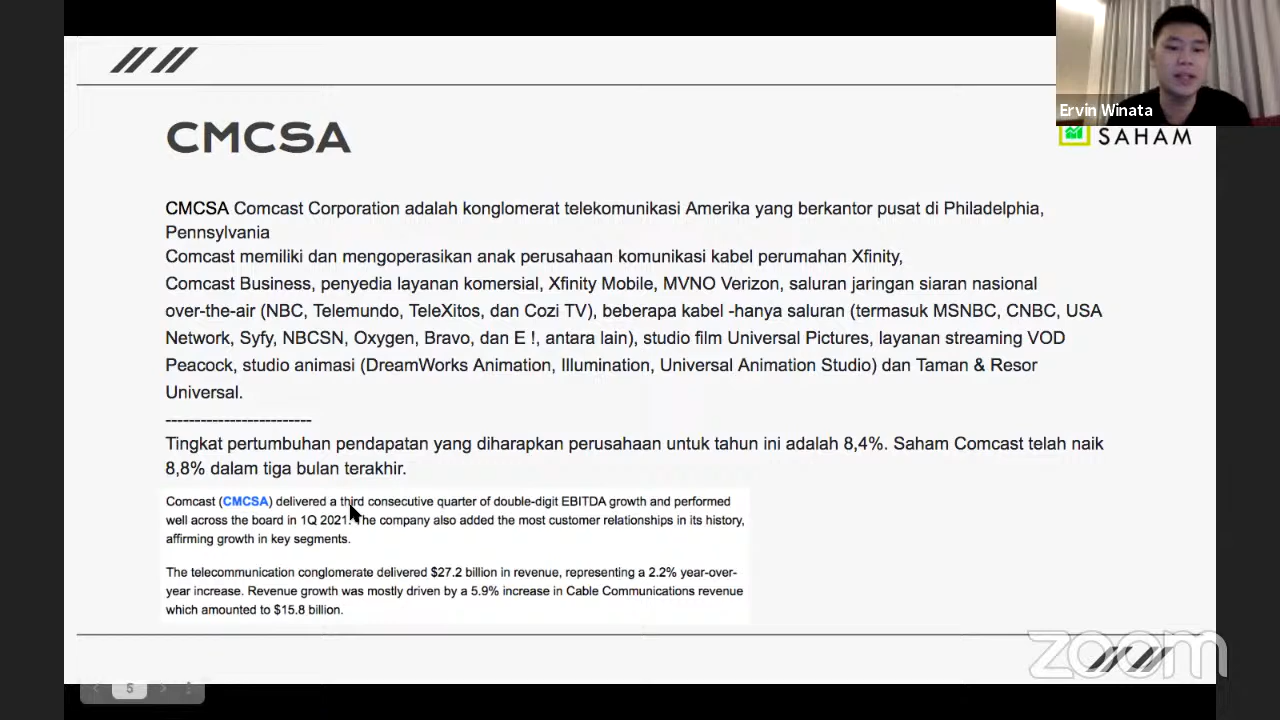 Ervin Winata
SAHAM
CMCSA
CMCSA Comcast Corporation adalah konglomerat telekomunikasi Amerika yang berkantor pusat di Philadelphia,
Pennsylvania
Comcast memiliki dan mengoperasikan anak perusahaan komunikasi kabel perumahan Xfinity,
Comcast Business, penyedia layanan komersial, Xfinity Mobile, MVNO Verizon, saluran jaringan siaran nasional
over-the-air (NBC, Telemundo, TeleXitos, dan Cozi TV), beberapa kabel -hanya saluran (termasuk MSNBC, CNBC, USA
Network, Syfy, NBCSN, Oxygen, Bravo, dan E !, antara lain), studio film Universal Pictures, layanan streaming VOD
Peacock, studio animasi (DreamWorks Animation, Illumination, Universal Animation Studio) dan Taman & Resor
Universal.
-------------------------
Tingkat pertumbuhan pendapatan yang diharapkan perusahaan untuk tahun ini adalah 8,4%. Saham Comcast telah naik
8,8% dalam tiga bulan terakhir.
Comcast (CMCSA) delivered a third consecutive quarter of double-digit EBITDA growth and performed
well across the board in 1Q 2021. The company also added the most customer relationships in its history,
affirming growth in key segments.
The telecommunication conglomerate delivered $27.2 billion in revenue, representing a 2.2% year-over-
year increase. Revenue growth was mostly driven by a 5.9% increase in Cable Communications revenue
which amounted to $15.8 billion.
zoom
5